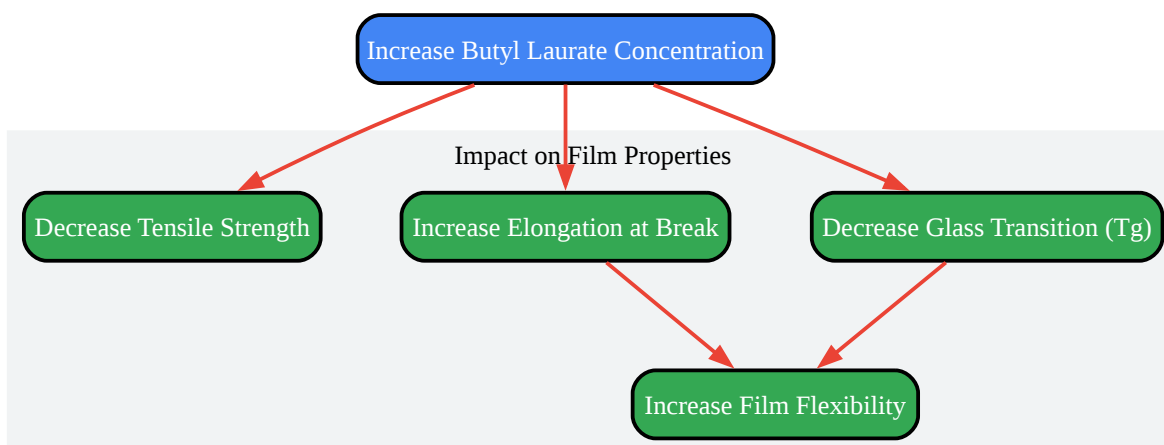 Increase Butyl Laurate Concentration
Impact on Film Properties
Decrease Tensile Strength
Increase Elongation at Break
Decrease Glass Transition (Tg)
Increase Film Flexibility